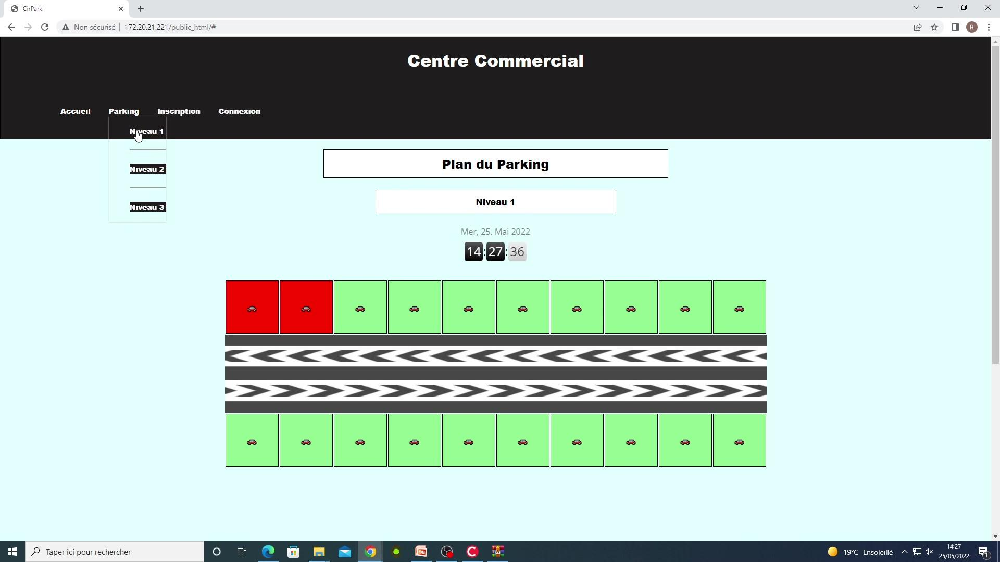 CirPark
Non sécurisé
172.20.21.221/public_html/#
R
Centre Commercial
Accueil Parking Inscription Connexion
Niveau 1
Niveau 2
Niveau 3
Plan du Parking
Niveau 1
Mer, 25. Mai 2022
14:27:36
Taper ici pour rechercher
19°C Ensoleillé
14:27
25/05/2022
1